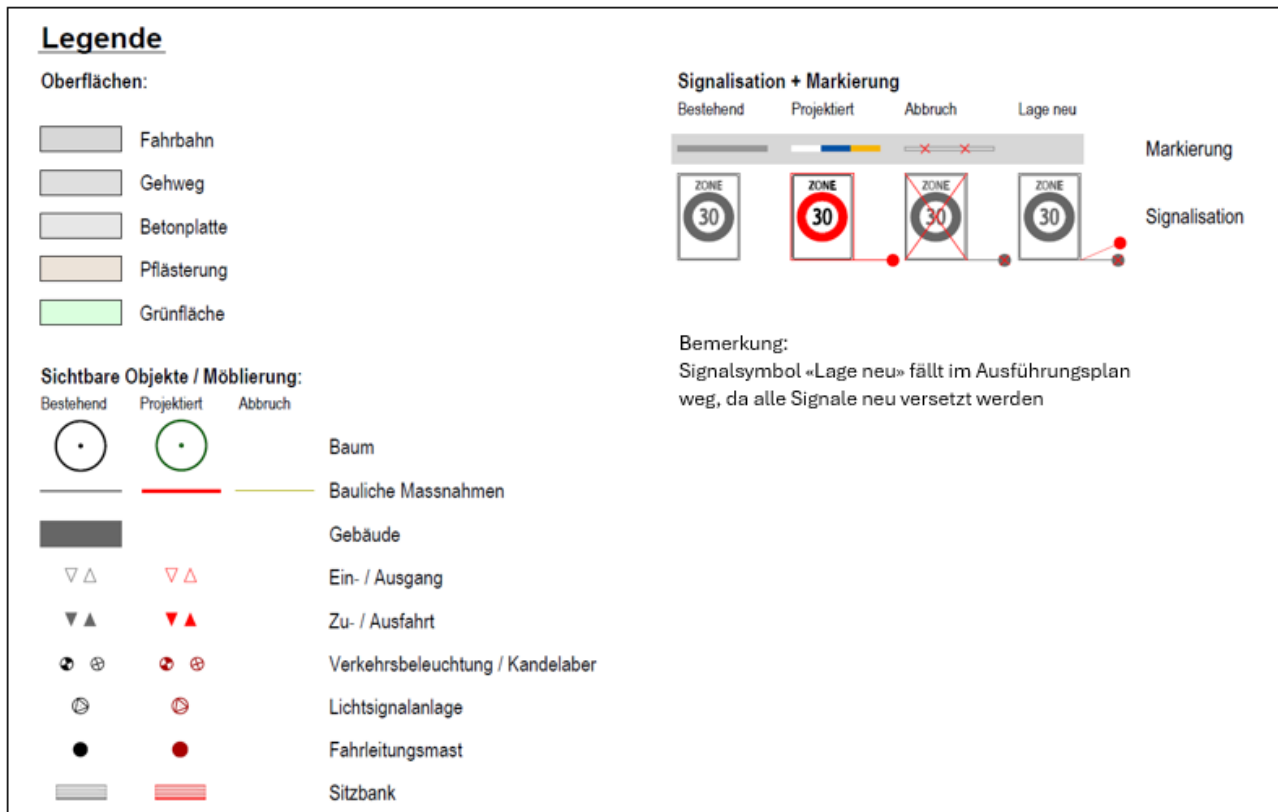 Legende
Oberflächen:
Fahrbahn
Gehweg
Betonplatte
Pflästerung
Grünfläche
Sichtbare Objekte / Möblierung:
Bestehend Projektiert Abbruch
Baum
Bauliche Massnahmen
Gebäude
Ein- / Ausgang
Zu- / Ausfahrt
Verkehrsbeleuchtung / Kandelaber
Lichtsignalanlage
Fahrleitungsmast
Sitzbank
Signalisation + Markierung
Bestehend Projektiert Abbruch Lage neu
Markierung
ZONE ZONE ZONE ZONE
30 30 30 30
Signalisation
Bemerkung:
Signalsymbol «Lage neu» fällt im Ausführungsplan
weg, da alle Signale neu versetzt werden